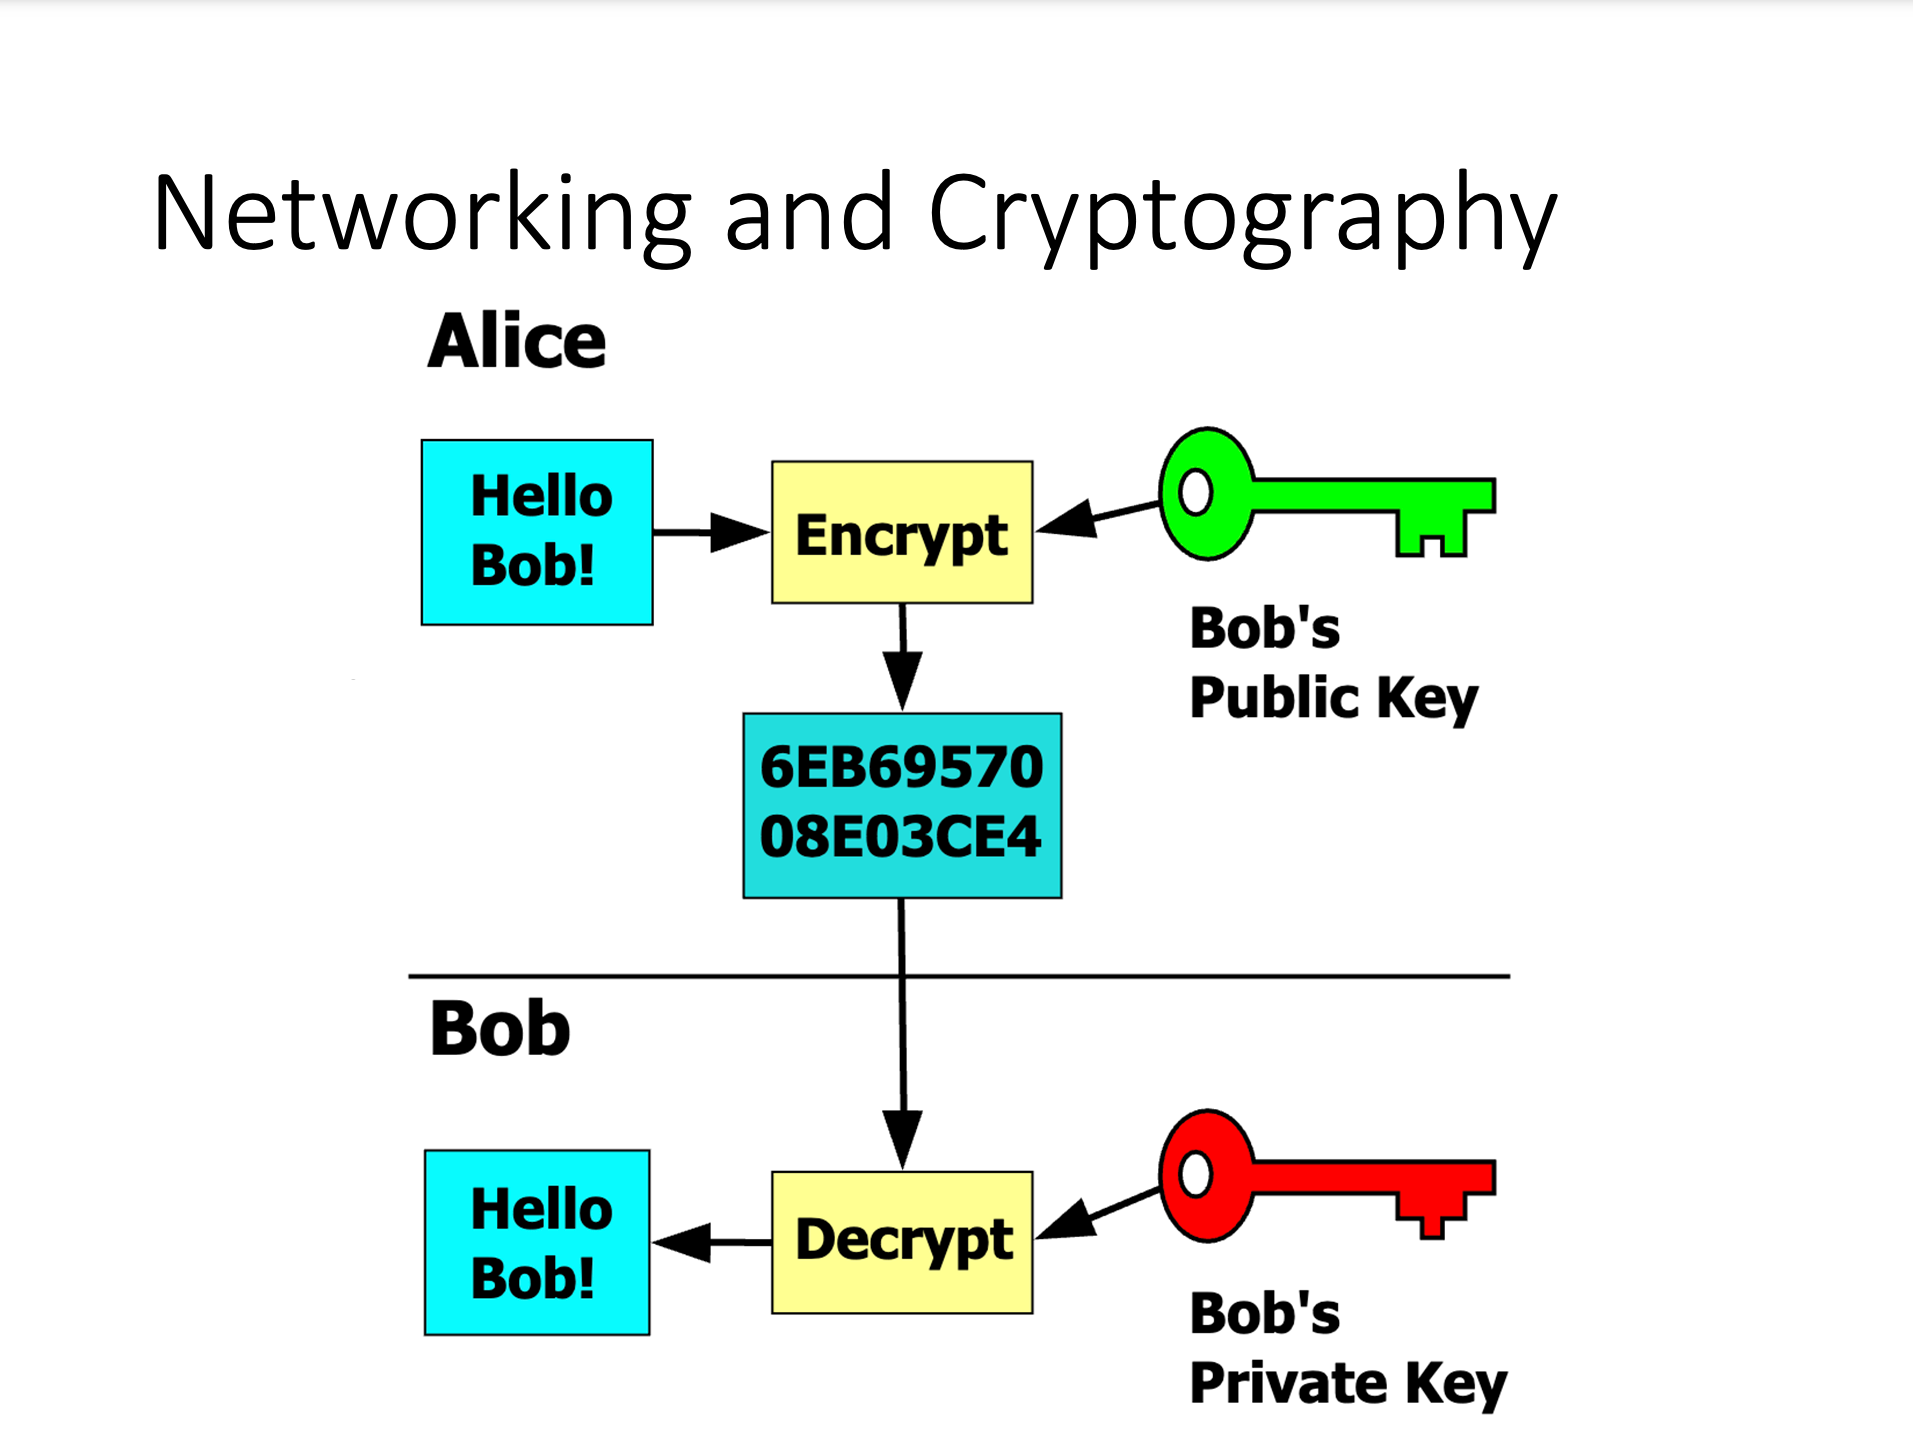 Networking and Cryptography
Alice
Hello
Bob!
Encrypt
Bob's
Public Key
6EB69570
08E03CE4
Bob
Hello
Bob!
Decrypt
Bob's
Private Key